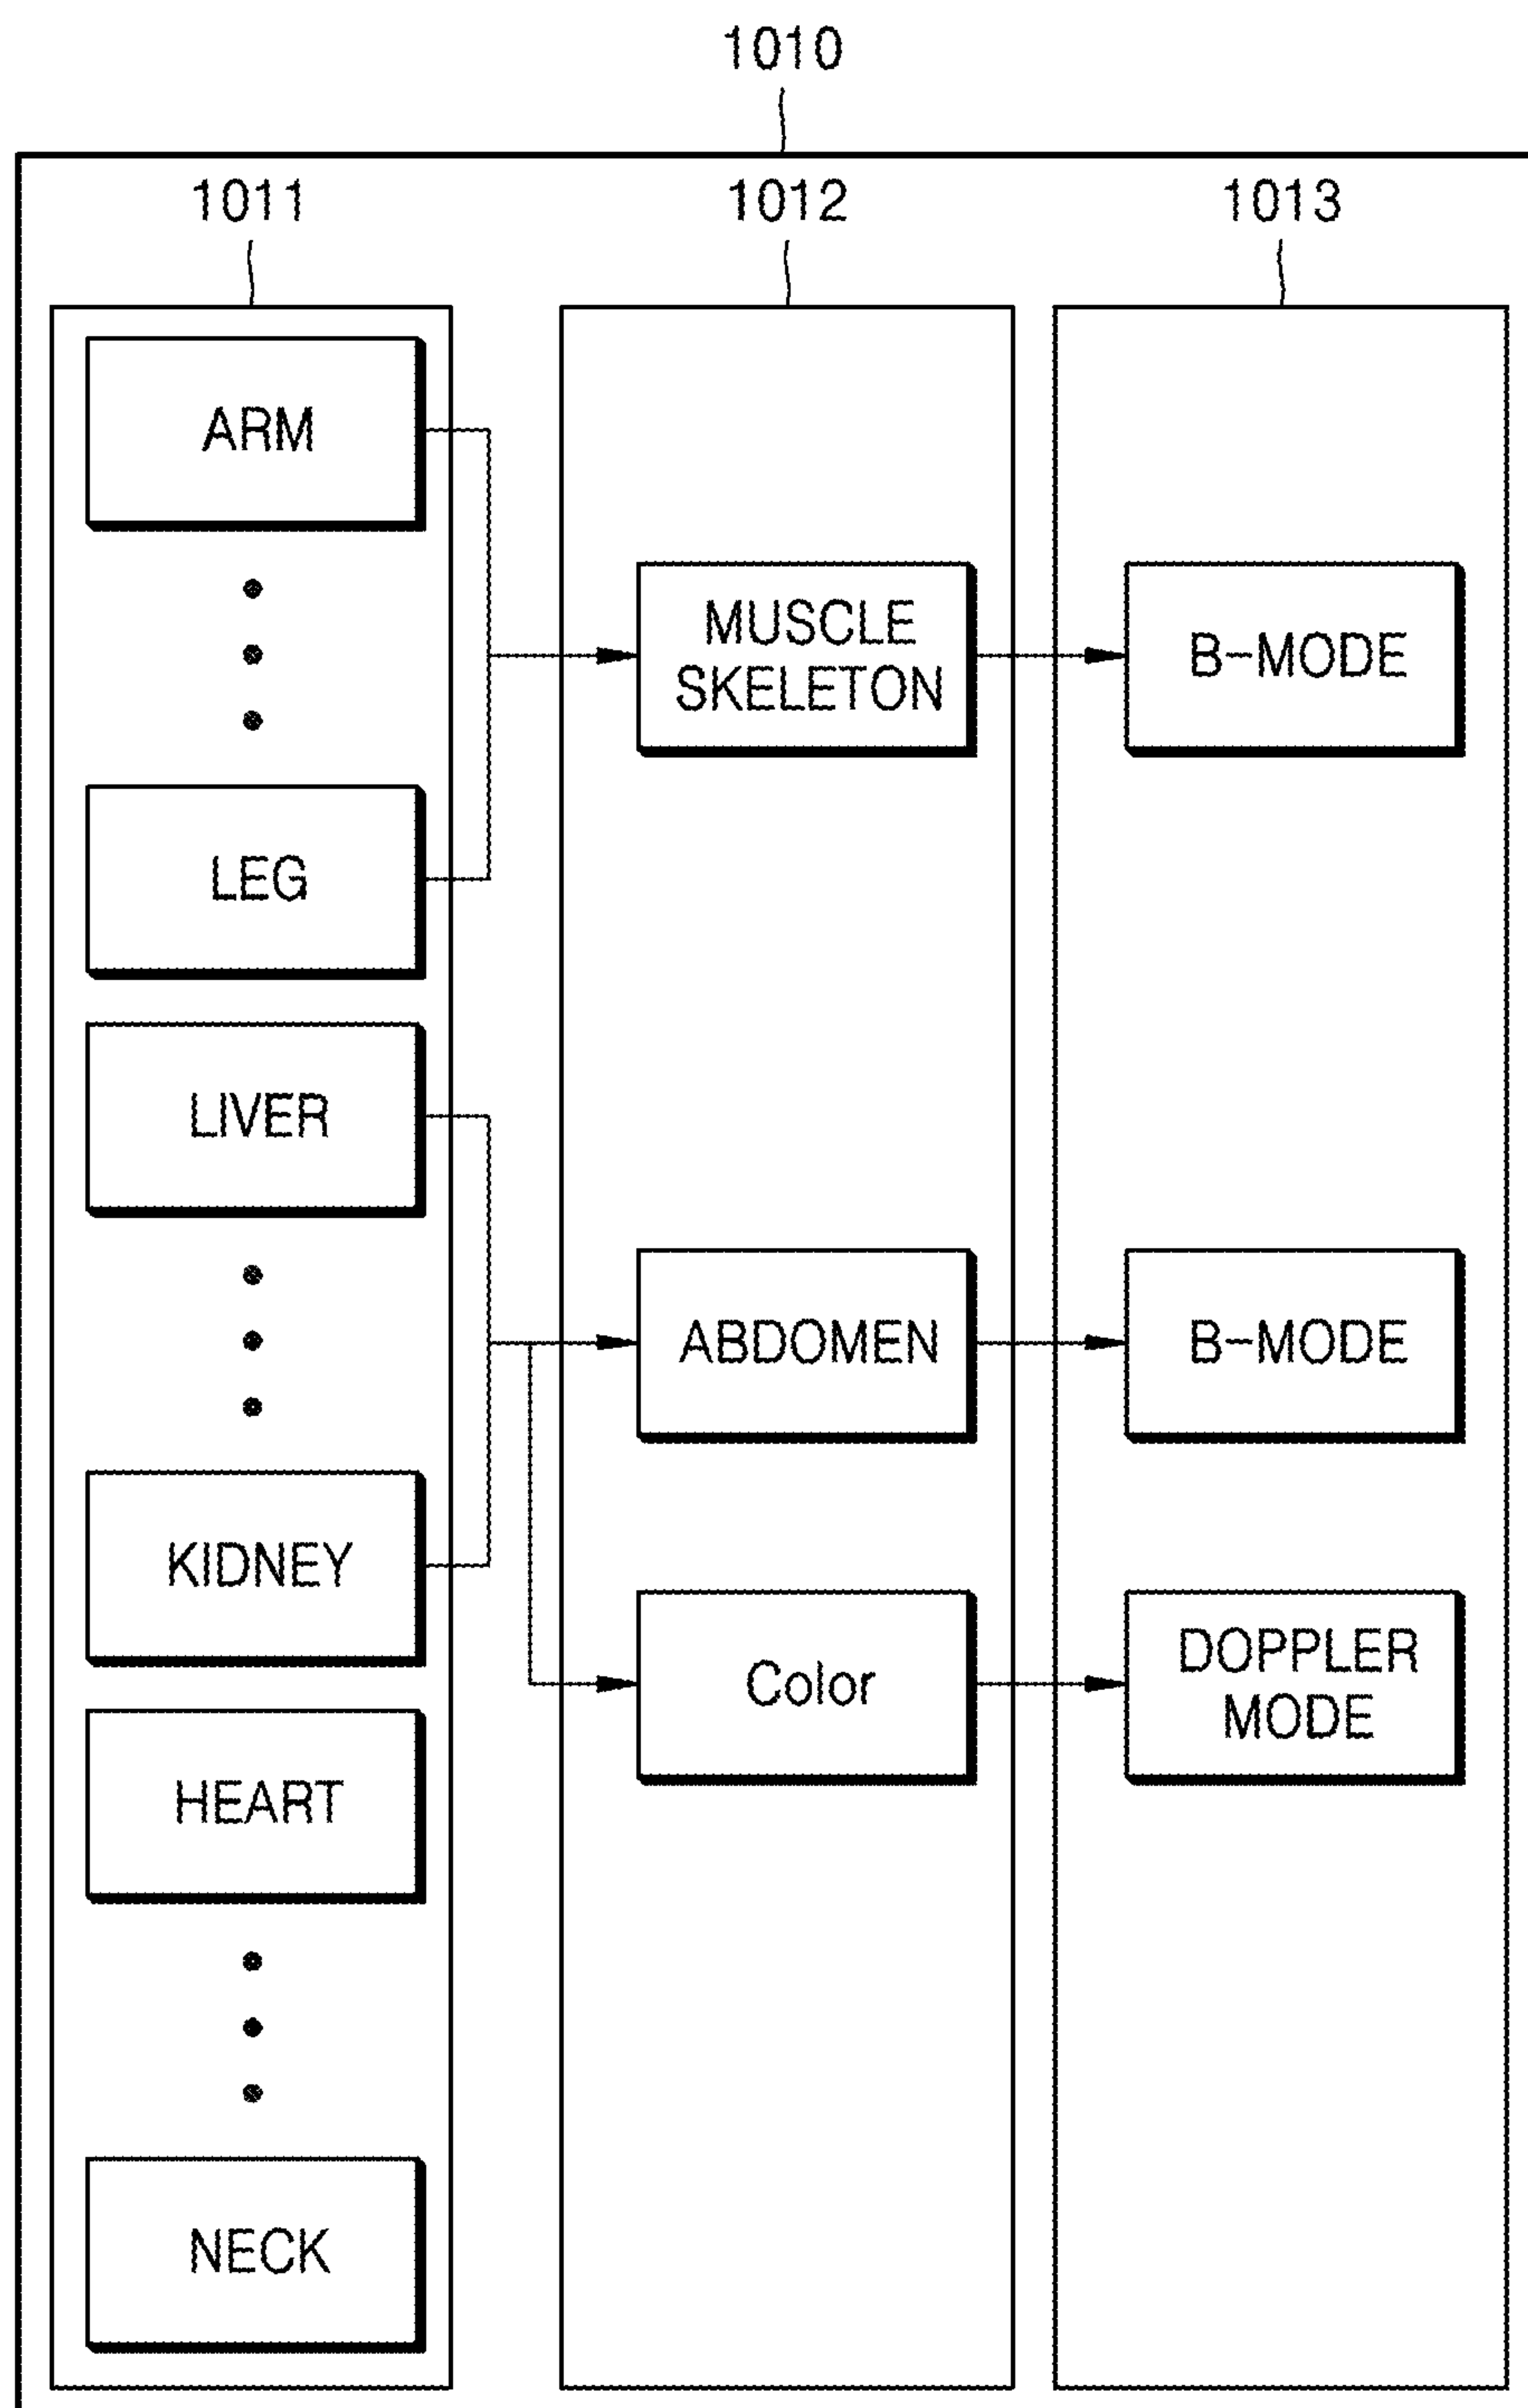 1010
1011
1012
1013
ARM
MUSCLE
SKELETON
B-MODE
LEG
LIVER
ABDOMEN
B-MODE
KIDNEY
Color
DOPPLER
MODE
HEART
NECK